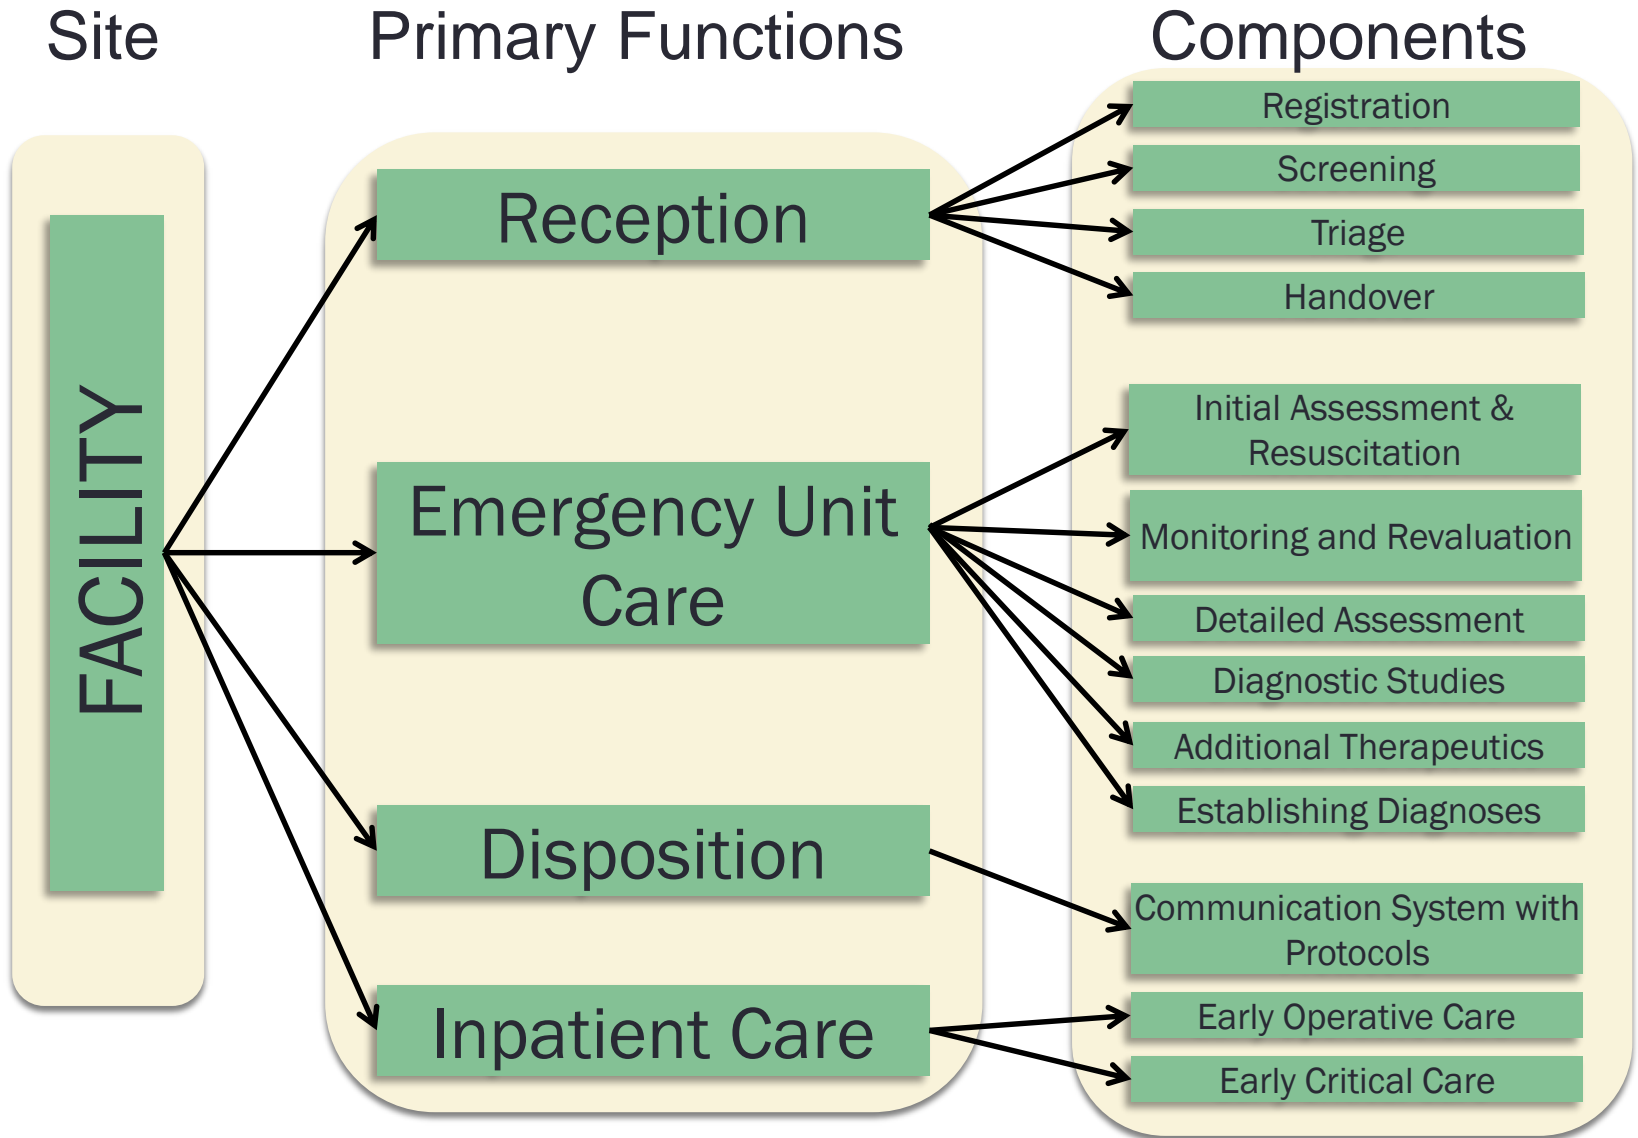 Site
Primary Functions
Components
FACILITY
Reception
Emergency Unit
Care
Disposition
Inpatient Care
Registration
Screening
Triage
Handover
Initial Assessment &
Resuscitation
Monitoring and Revaluation
Detailed Assessment
Diagnostic Studies
Additional Therapeutics
Establishing Diagnoses
Communication System with
Protocols
Early Operative Care
Early Critical Care